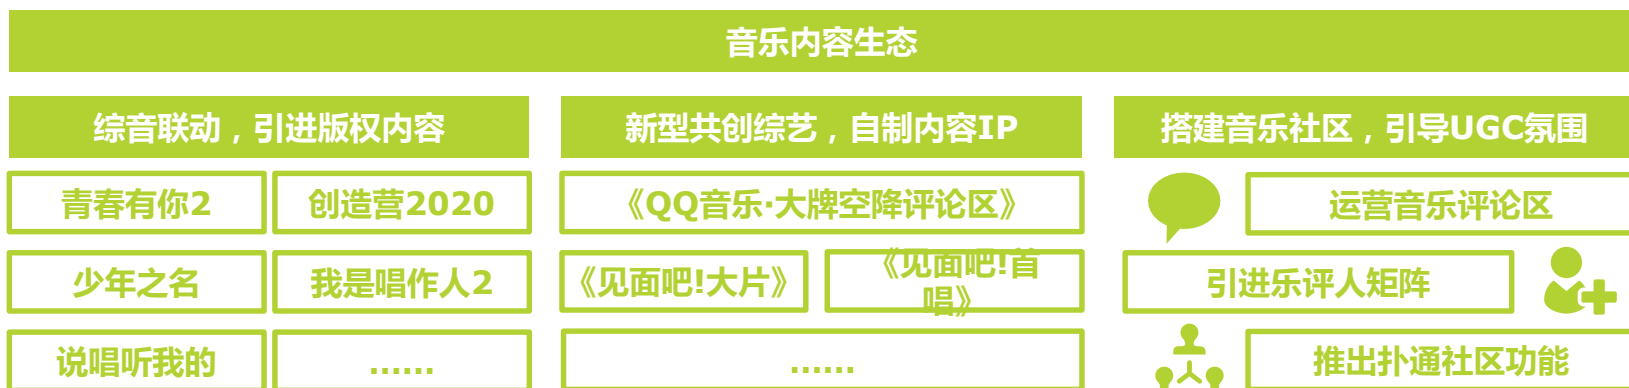 音乐内容生态
综音联动，引进版权内容
新型共创综艺，自制内容IP
搭建音乐社区，引导UGC氛围
青春有你2
创造营2020
《QQ音乐·大牌空降评论区》
运营音乐评论区
少年之名
我是唱作人2
《见面吧!大片》
《见面吧!首
唱》
引进乐评人矩阵
说唱听我的
......
......
推出扑通社区功能